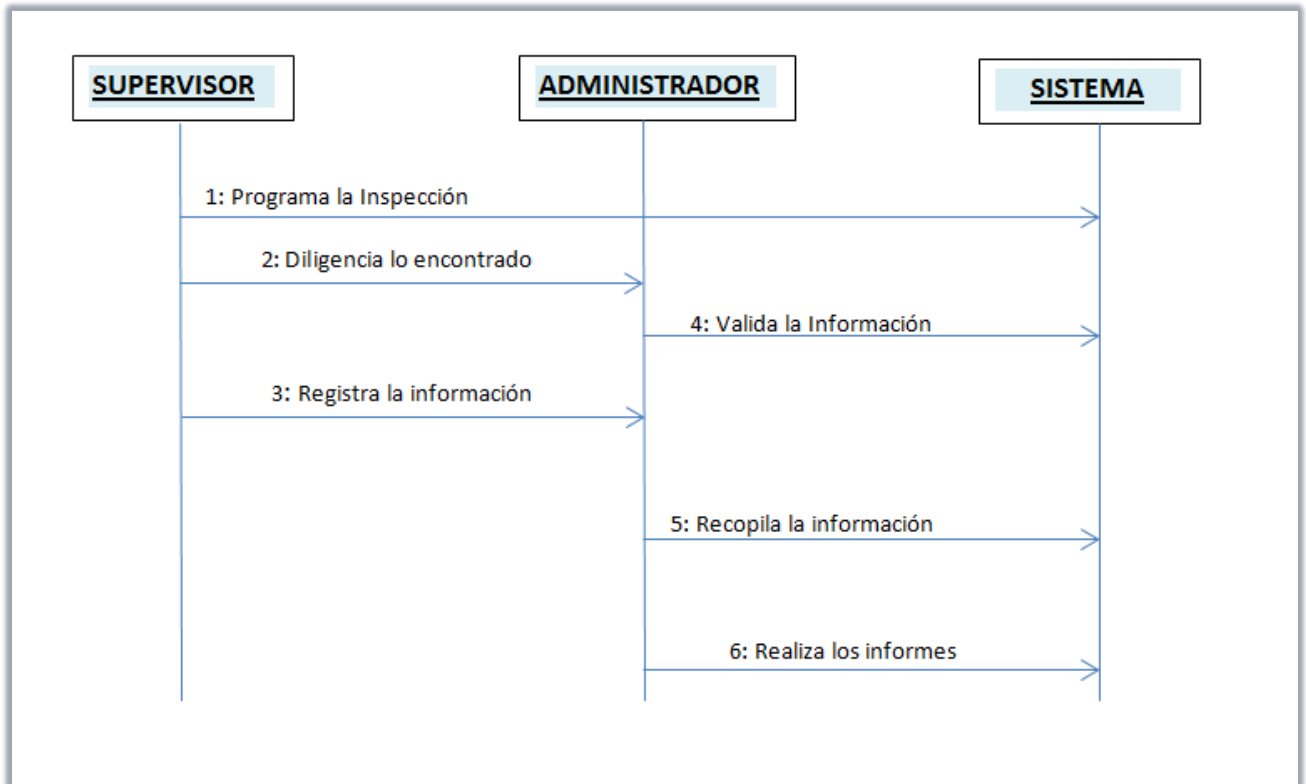 SUPERVISOR
ADMINISTRADOR
SISTEMA
1: Programa la Inspección
2: Diligencia lo encontrado
4: Valida la Información
3: Registra la información
5: Recopila la información
6: Realiza los informes